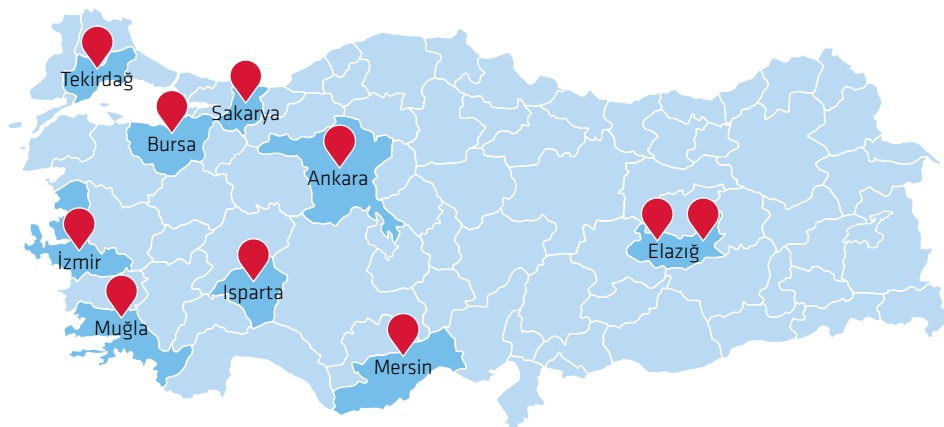 Tekirdağ
Sakarya
Bursa
Ankara
Elazığ
İzmir
Isparta
Muğla
Mersin